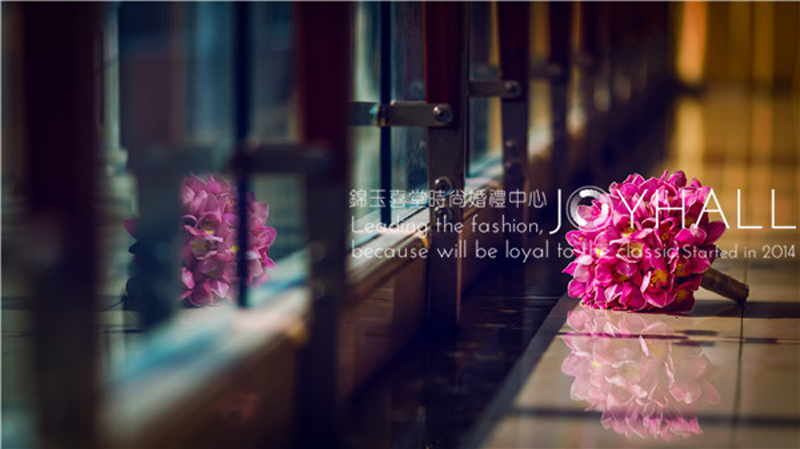 錦玉喜堂時尚婚禮中心 JOYHALL
Leading the fashion,
because will be loyal to the classic Started in 2014